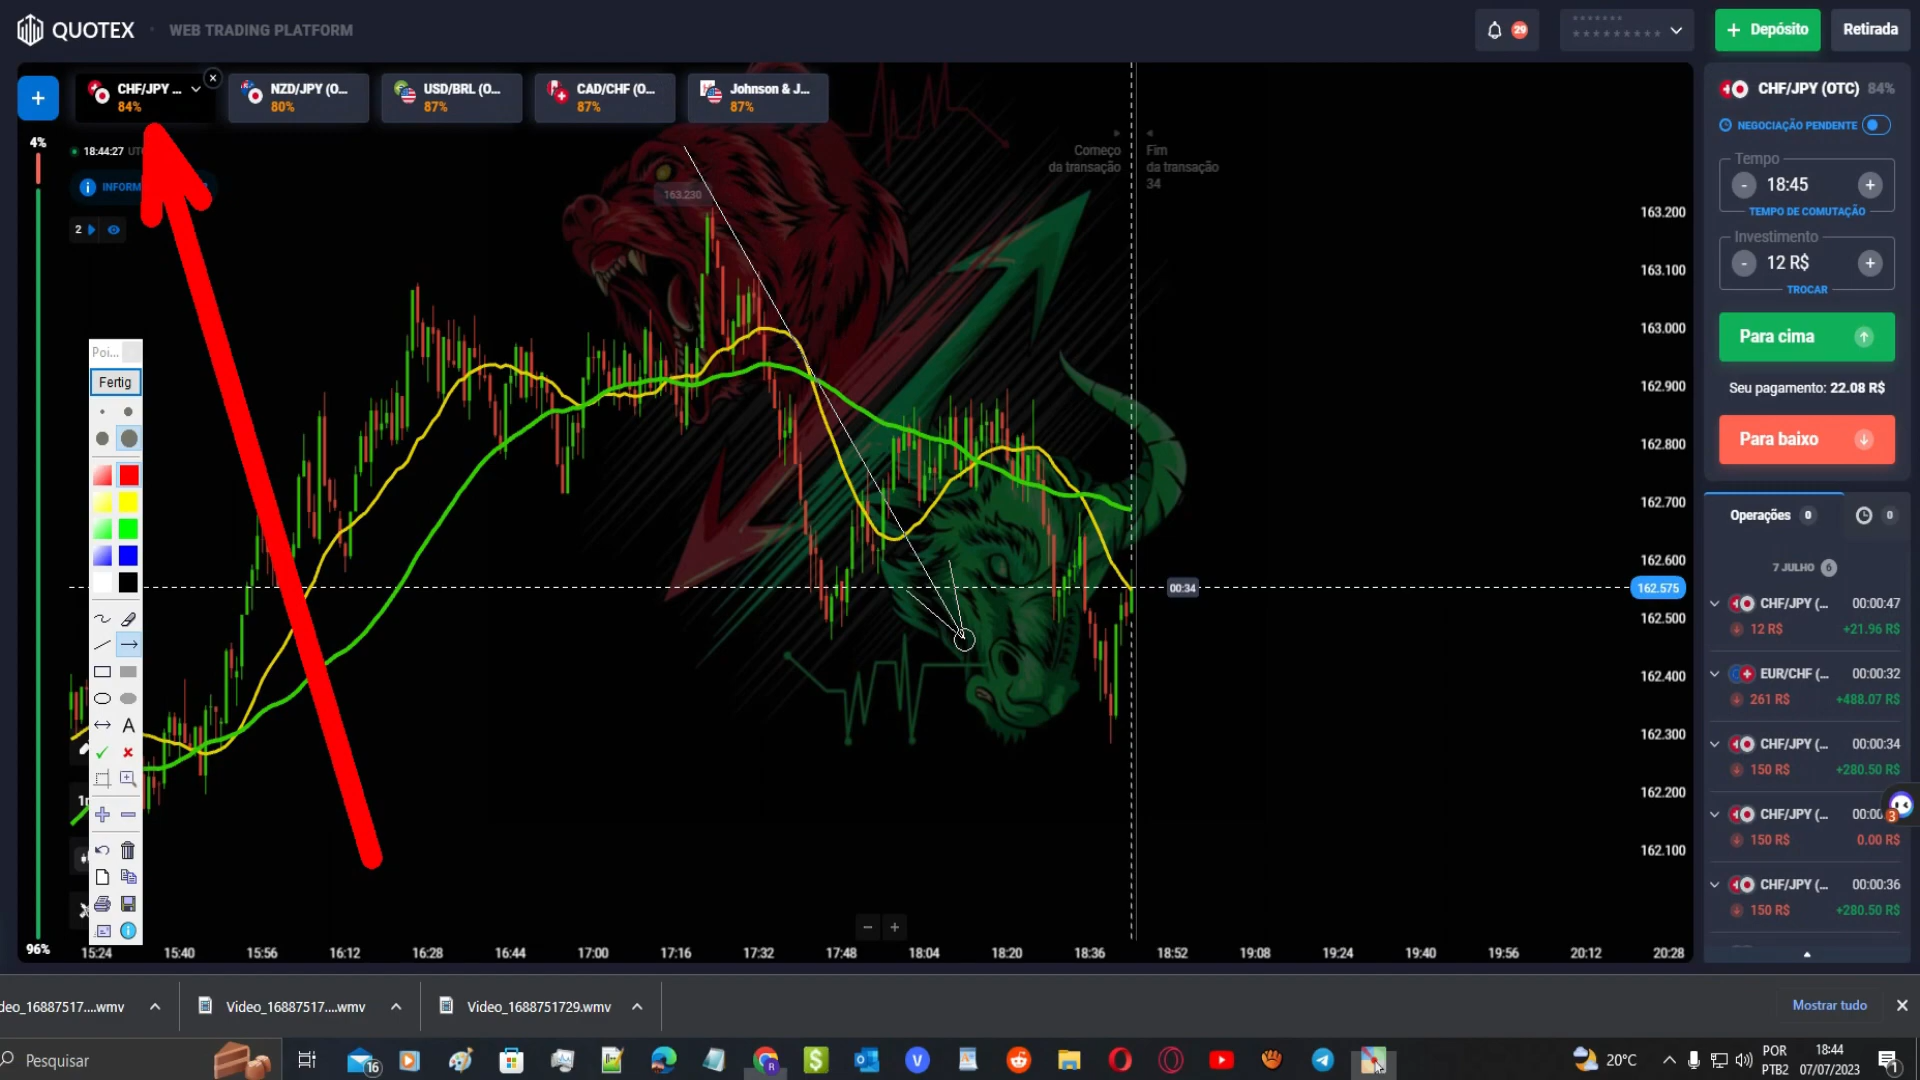 QUOTEX
WEB TRADING PLATFORM
29
Depósito
Retirada
CHF/JPY ...
84%
NZD/JPY (O...
80%
USD/BRL (O...
87%
CAD/CHF (O...
87%
Johnson & J...
87%
4%
18:44:27
INFORM
2
163.230
Começo
da transação
Fim
da transação
34
163.200
163.100
163.000
162.900
162.800
162.700
162.600
162.575
162.500
162.400
162.300
162.200
162.100
00:34
Poi...
Fertig
A
96%
15:24
15:40
15:56
16:12
16:28
16:44
17:00
17:16
17:32
17:48
18:04
18:20
18:36
18:52
19:08
19:24
19:40
19:56
20:12
20:28
CHF/JPY (OTC) 84%
NEGOCIAÇÃO PENDENTE
Tempo
- 18:45 +
TEMPO DE COMUTAÇÃO
Investimento
- 12 R$ +
TROCAR
Para cima
Seu pagamento: 22.08 R$
Para baixo
Operações 0
0
7 JULHO 6
CHF/JPY (... 00:00:47
12 R$ +21.96 R$
EUR/CHF (... 00:00:32
261 R$ +488.07 R$
CHF/JPY (... 00:00:34
150 R$ +280.50 R$
CHF/JPY (... 00:00
3
150 R$ 0.00 R$
CHF/JPY (... 00:00:36
150 R$ +280.50 R$
deo_16887517....wmv
Video_16887517....wmv
Video_1688751729.wmv
Mostrar tudo
Pesquisar
16
20°C
POR
PTB2
18:44
07/07/2023
1